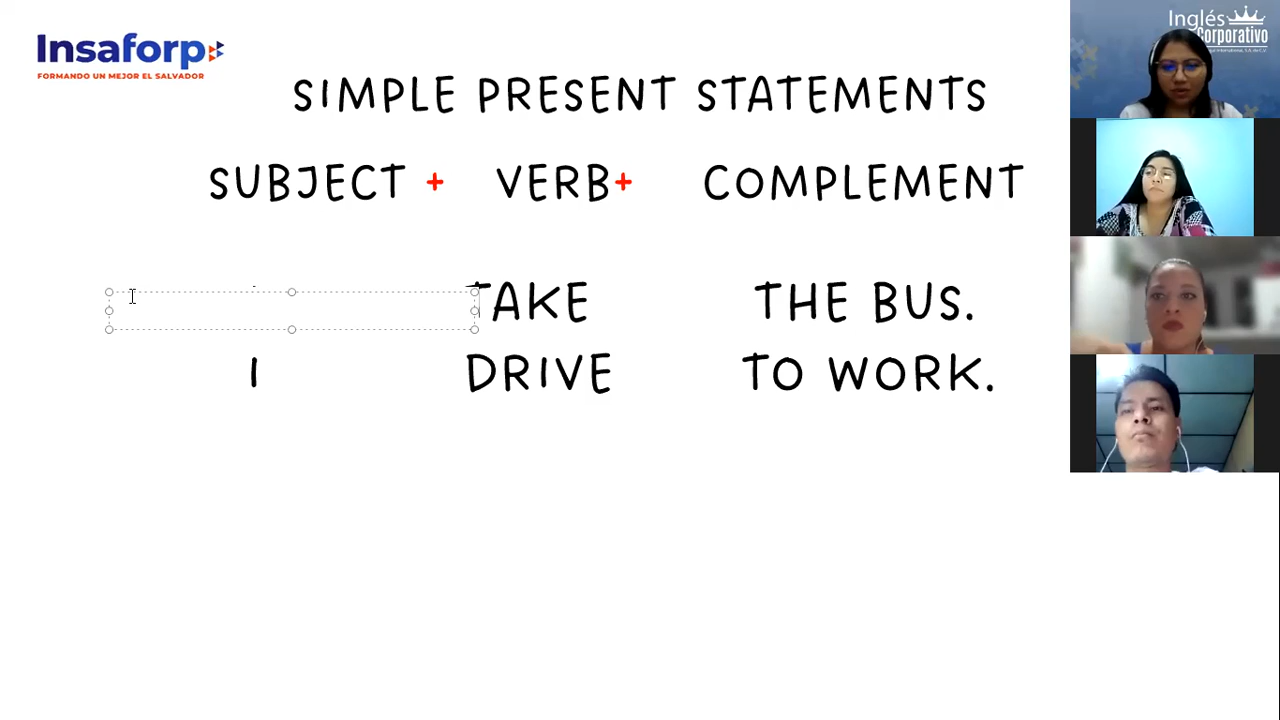 Insaforp
FORMANDO UN MEJOR EL SALVADOR
Inglés
Corporativo
SIMPLE PRESENT STATEMENTS
SUBJECT + VERB+ COMPLEMENT
TAKE THE BUS.
I DRIVE TO WORK.